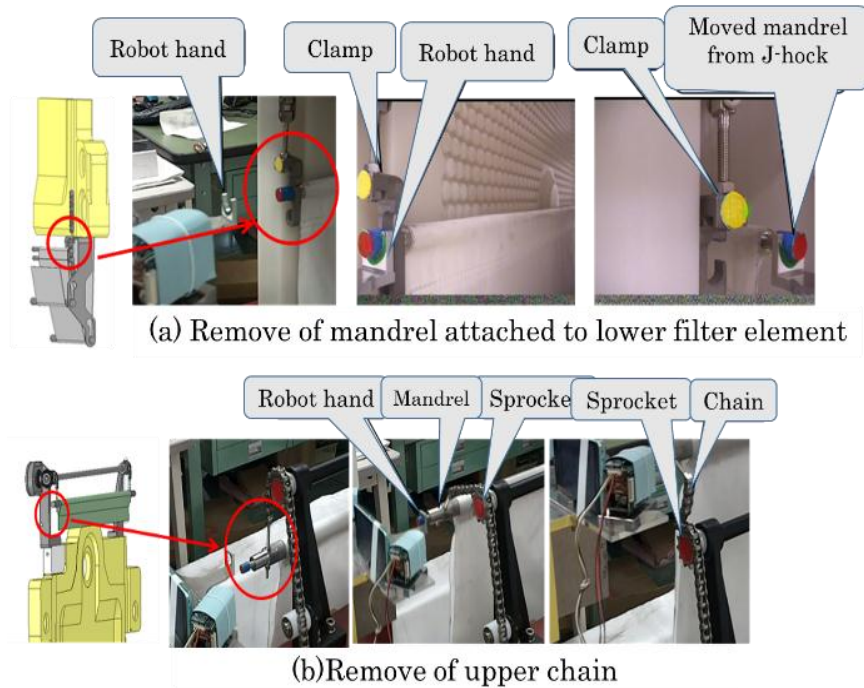 Robot hand
Clamp
Robot hand
Clamp
Moved mandrel
from J-hock
(a) Remove of mandrel attached to lower filter element
Robot hand
Mandrel
Sprocke
Sprocket
Chain
(b)Remove of upper chain